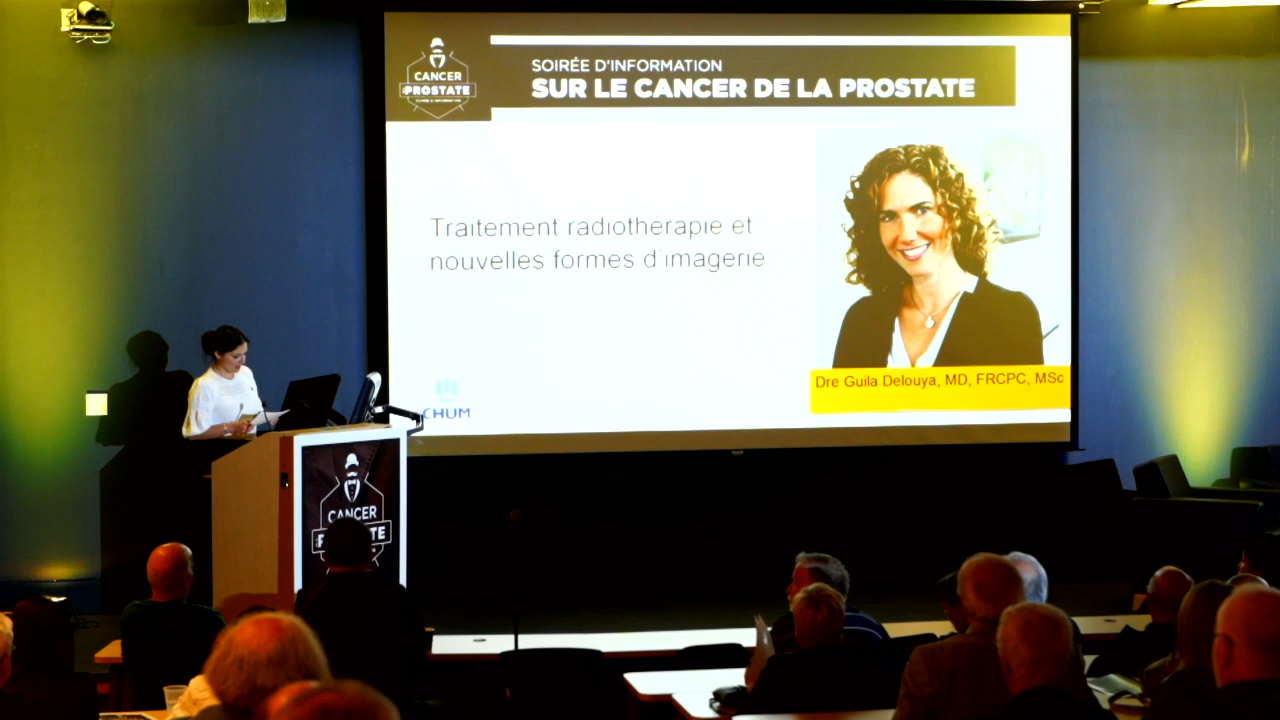 CANCER
PROSTATE
SOIRÉE D'INFORMATION
SUR LE CANCER DE LA PROSTATE
Traitement radiothérapie et
nouvelles formes d'imagerie
Dre Guila Delouya, MD, FRCPC, MSc
CHUM
CANCER